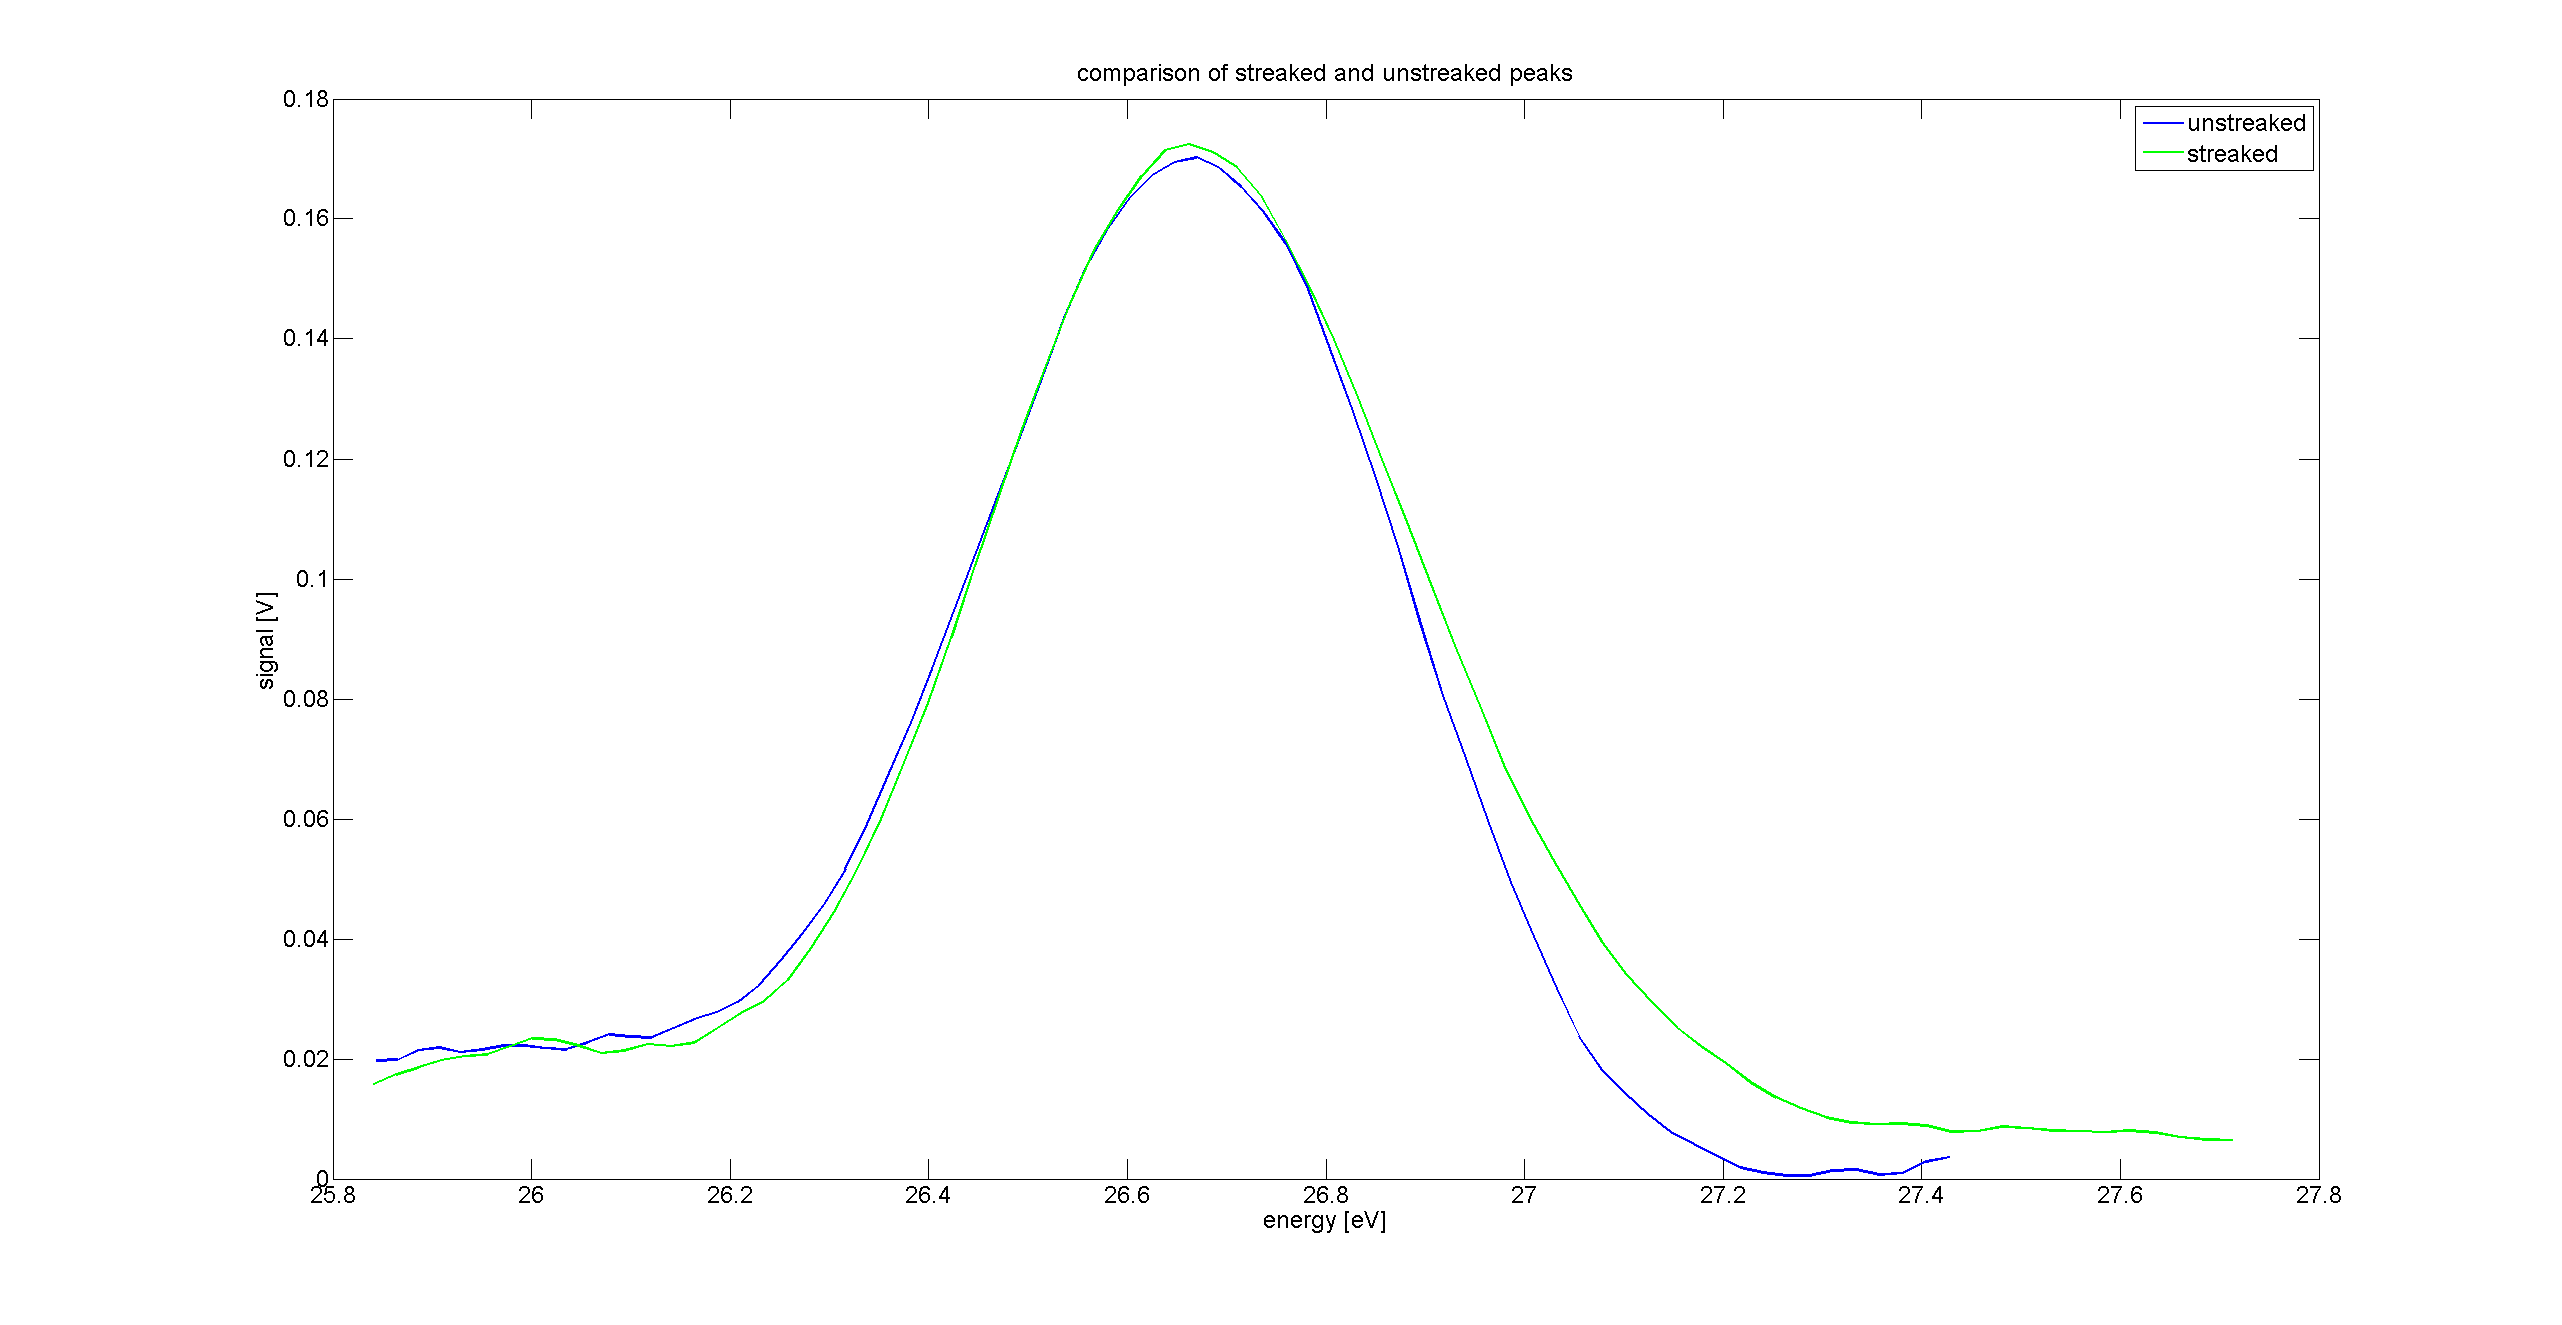 comparison of streaked and unstreaked peaks
unstreaked
streaked
0.18
0.16
0.14
0.12
0.1
0.08
0.06
0.04
0.02
0
signal [V]
25.8 26 26.2 26.4 26.6 26.8 27 27.2 27.4 27.6 27.8
energy [eV]